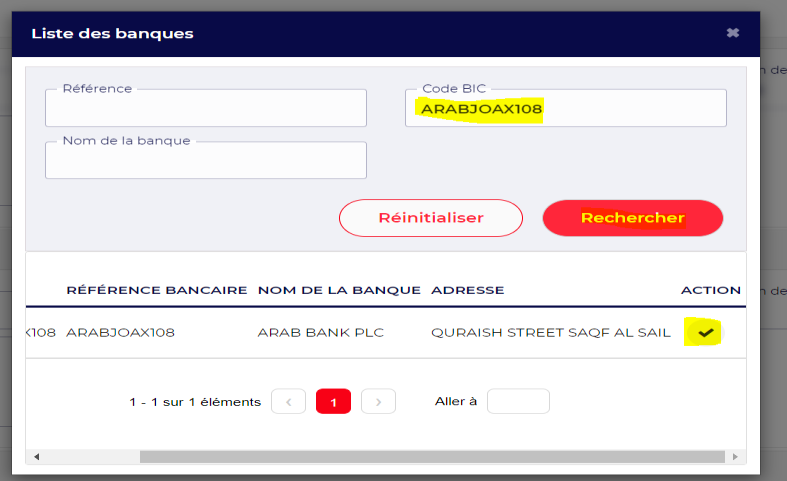 Liste des banques
n de
Référence
Code BIC
ARABJOAX108
Nom de la banque
Réinitialiser
Rechercher
RÉFÉRENCE BANCAIRE NOM DE LA BANQUE ADRESSE ACTION
n de
X108 ARABJOAX108 ARAB BANK PLC QURAISH STREET SAQF AL SAIL
1 - 1 sur 1 éléments 1 Aller à